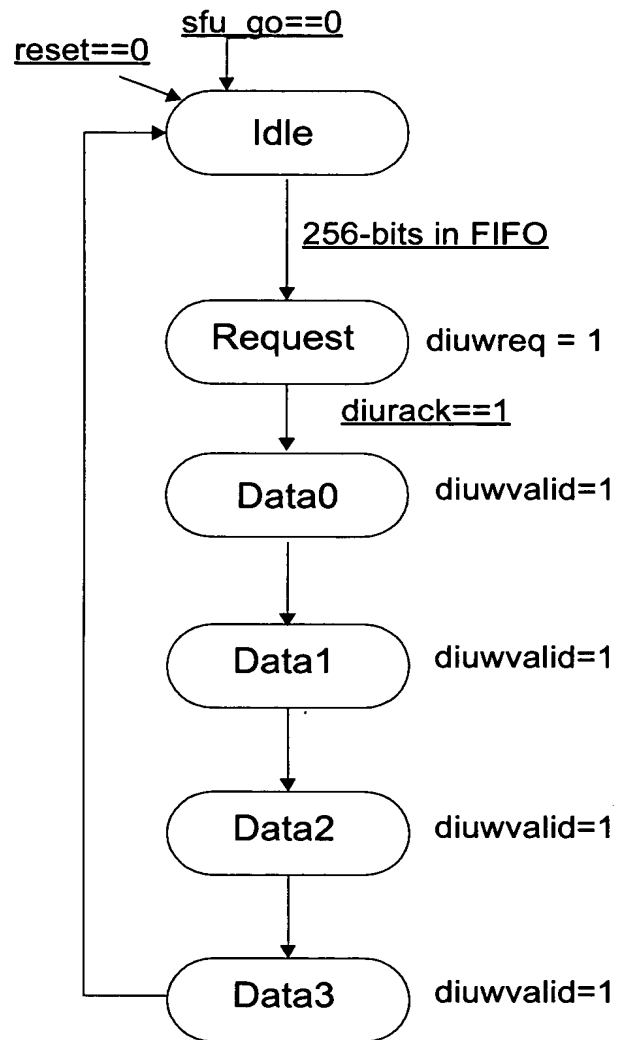 sfu_go==0
reset==0
Idle
256-bits in FIFO
Request
diuwreq = 1
diurack==1
Data0
diuwvalid=1
Data1
diuwvalid=1
Data2
diuwvalid=1
Data3
diuwvalid=1